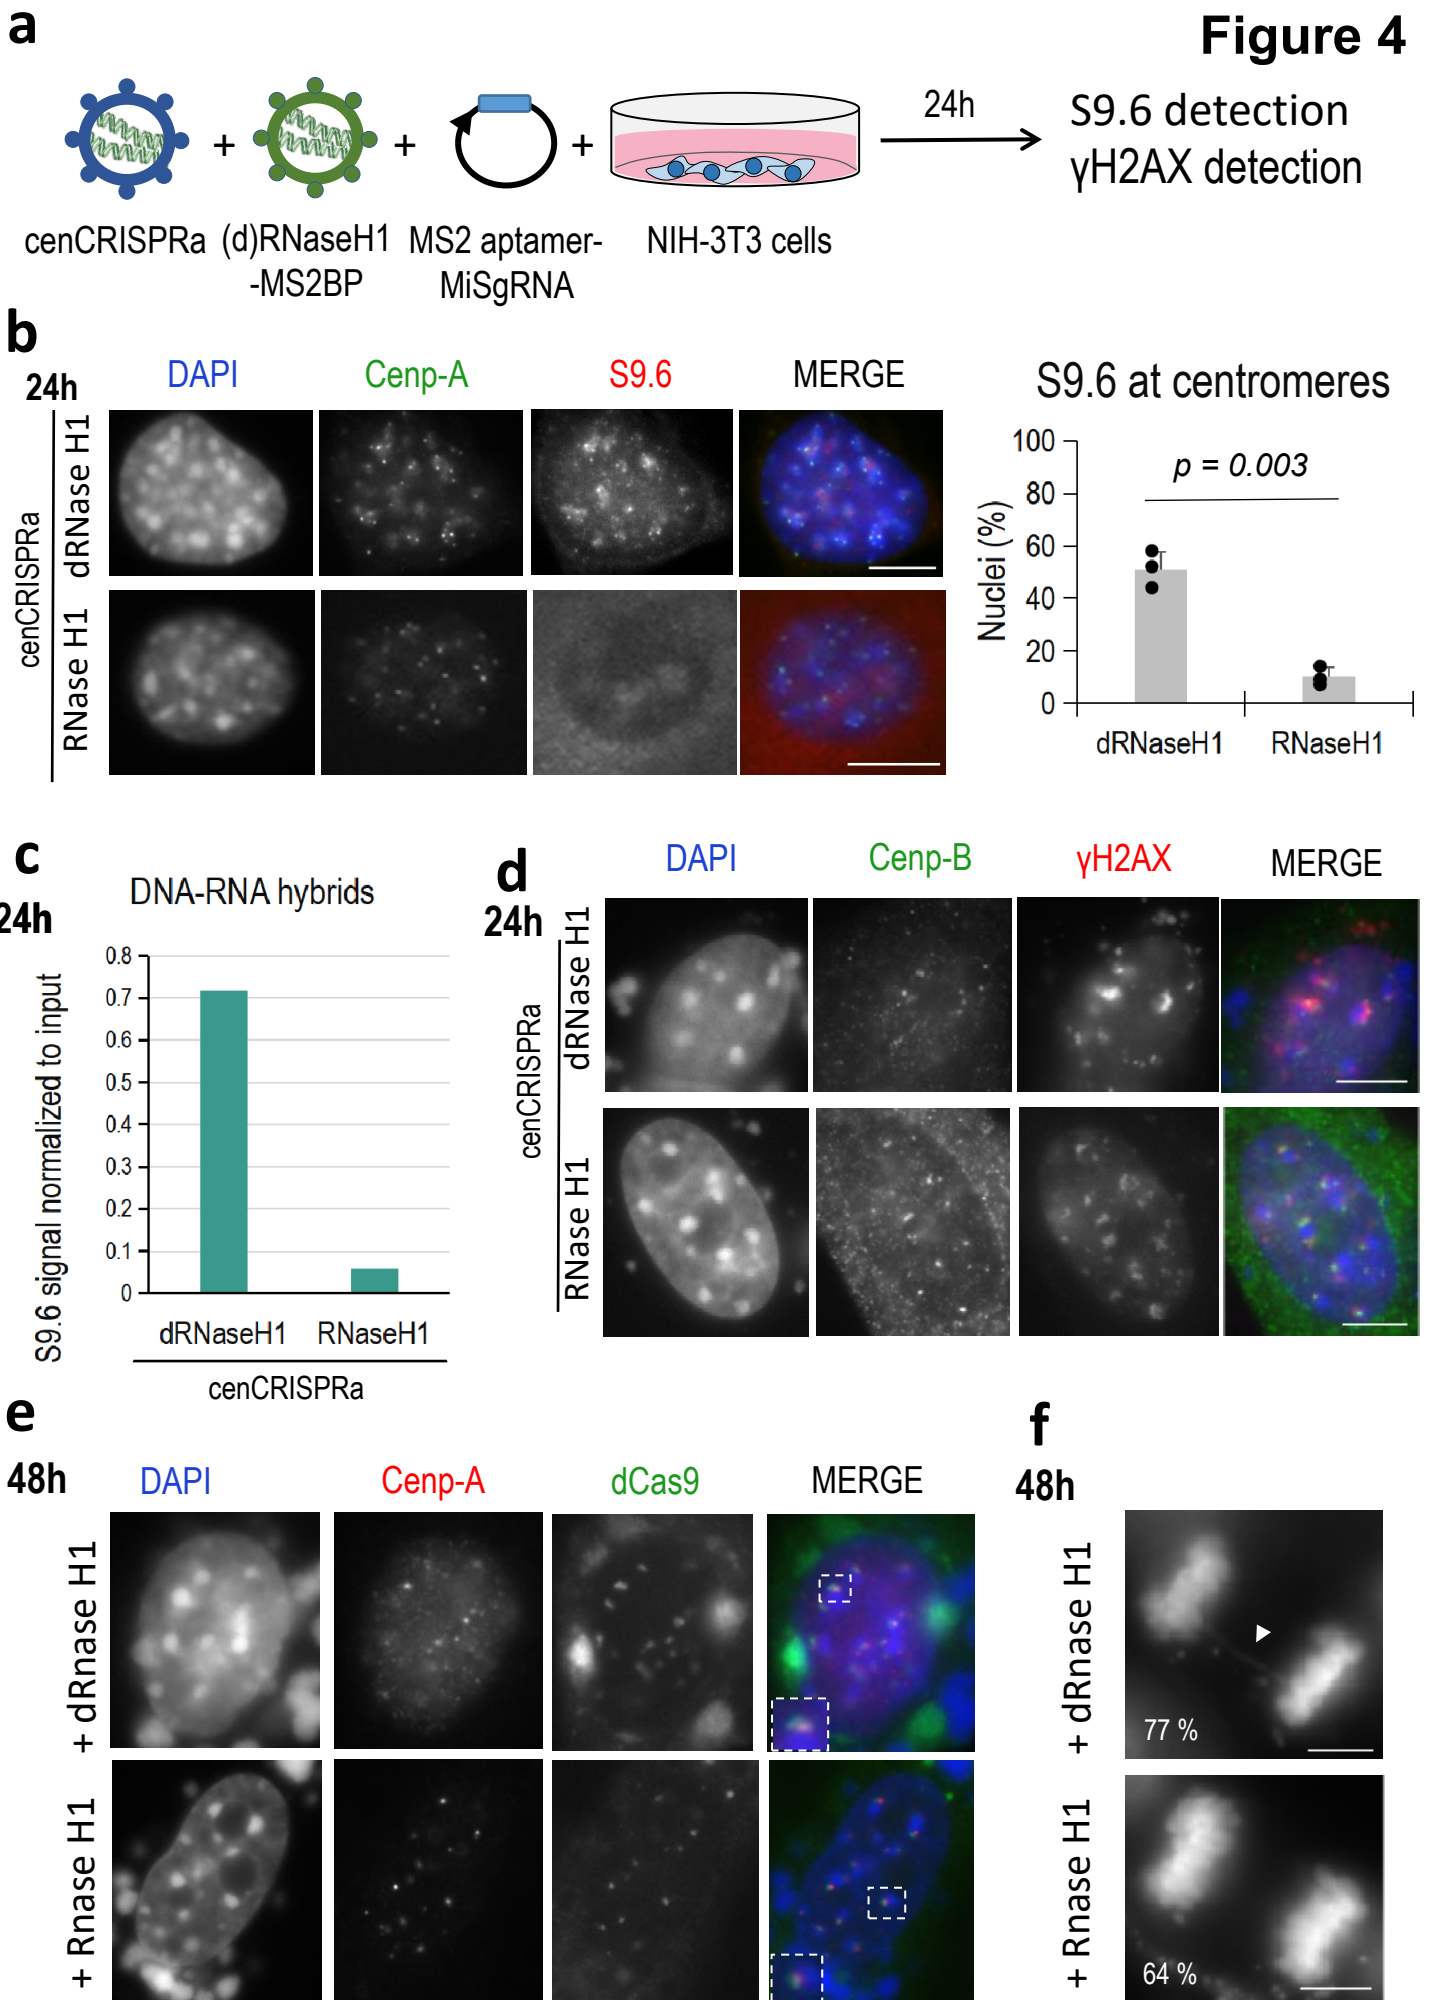 a
Figure 4
+
+
+
24h
S9.6 detection
γH2AX detection
cenCRISPRa
(d)RNaseH1
-MS2BP
MS2 aptamer-
MiSgRNA
NIH-3T3 cells
b
24h
DAPI
Cenp-A
S9.6
MERGE
cenCRISPRa
dRNase H1
RNase H1
S9.6 at centromeres
Nuclei (%)
100
80
60
40
20
0
p = 0.003
dRNaseH1
RNaseH1
c
24h
DNA-RNA hybrids
S9.6 signal normalized to input
0.8
0.7
0.6
0.5
0.4
0.3
0.2
0.1
0
dRNaseH1
RNaseH1
cenCRISPRa
d
24h
DAPI
Cenp-B
γH2AX
MERGE
cenCRISPRa
dRNase H1
RNase H1
e
48h
DAPI
Cenp-A
dCas9
MERGE
+ dRnase H1
+ Rnase H1
f
48h
+ dRnase H1
77 %
+ Rnase H1
64 %